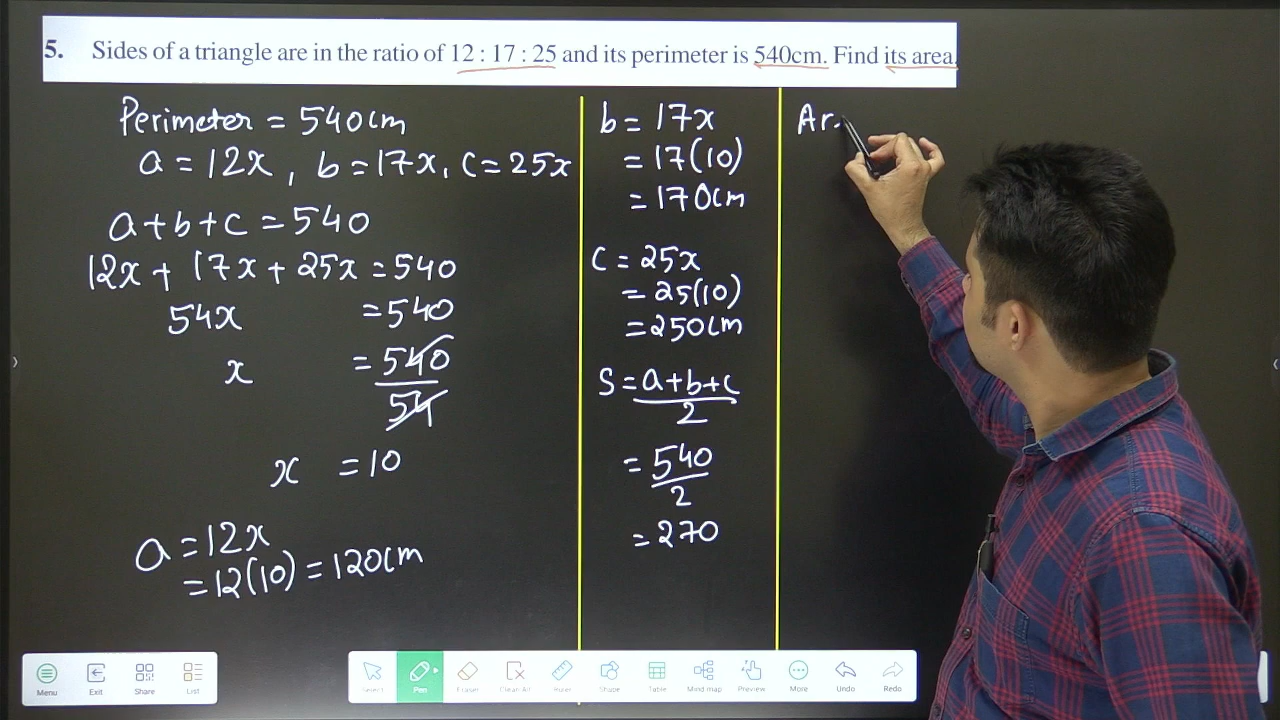 5. Sides of a triangle are in the ratio of 12 : 17 : 25 and its perimeter is 540cm. Find its area.
Perimeter = 540cm
a = 12x, b = 17x, c = 25x
a+b+c = 540
12x + 17x + 25x = 540
54x = 540
x = 540
54
x = 10
a = 12x
= 12(10) = 120cm
b = 17x
= 17(10)
= 170cm
c = 25x
= 25(10)
= 250cm
S = a+b+c
2
= 540
2
= 270
Ar
Menu Exit Share List
Select Pen Eraser Clean All Ruler Shape Table Mind map Preview More Undo Redo